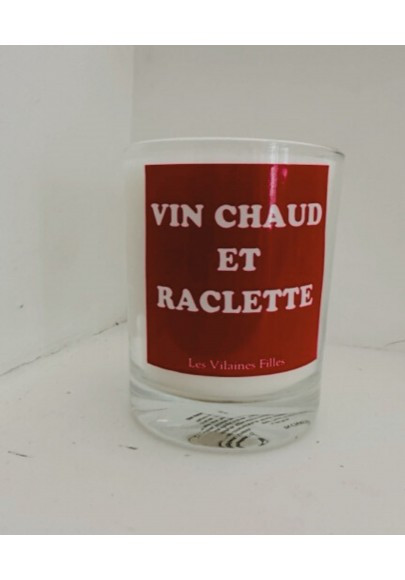 VIN CHAUD
ET
RACLETTE
Les Vilaines Filles